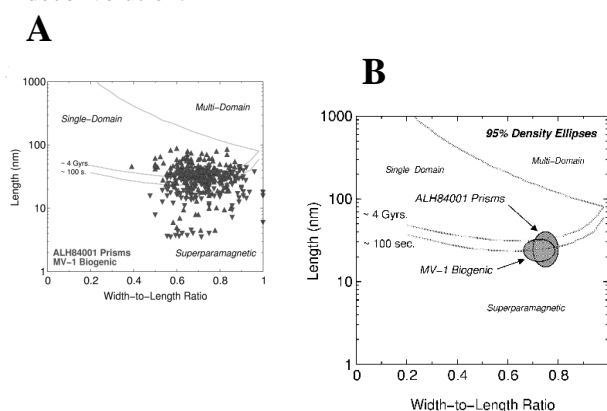 A
B
1000
100
10
1
Length (nm)
Single-Domain
Multi-Domain
~ 4 Gyrs.
~ 100 s.
ALH84001 Prisms
MV-1 Biogenic
Superparamagnetic
0
0.2
0.4
0.6
0.8
1
Width-to-Length Ratio
1000
100
10
1
Length (nm)
95% Density Ellipses
Single Domain
Multi-Domain
ALH84001 Prisms
~ 4 Gyrs.
~ 100 sec.
MV-1 Biogenic
Superparamagnetic
0
0.2
0.4
0.6
0.8
Width-to-Length Ratio